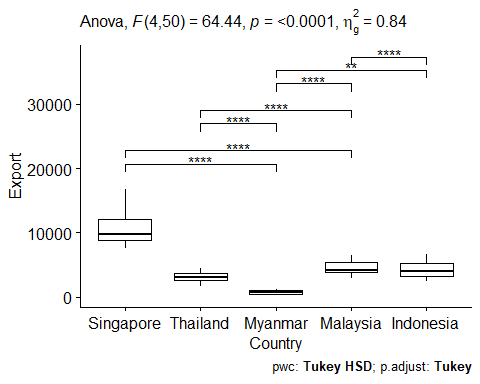 Anova, F(4,50) = 64.44, p = <0.0001, η²g = 0.84
****
**
****
****
****
****
****
Export
30000
20000
10000
0
Singapore Thailand Myanmar Malaysia Indonesia
Country
pwc: Tukey HSD; p.adjust: Tukey